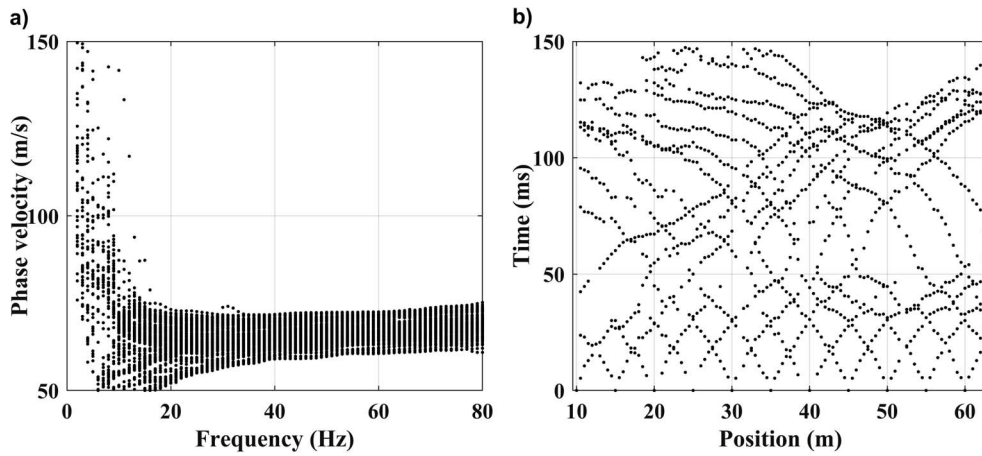 a)
150
100
50
Phase velocity (m/s)
0 20 40 60 80
Frequency (Hz)
b)
150
100
50
0
Time (ms)
10 20 30 40 50 60
Position (m)